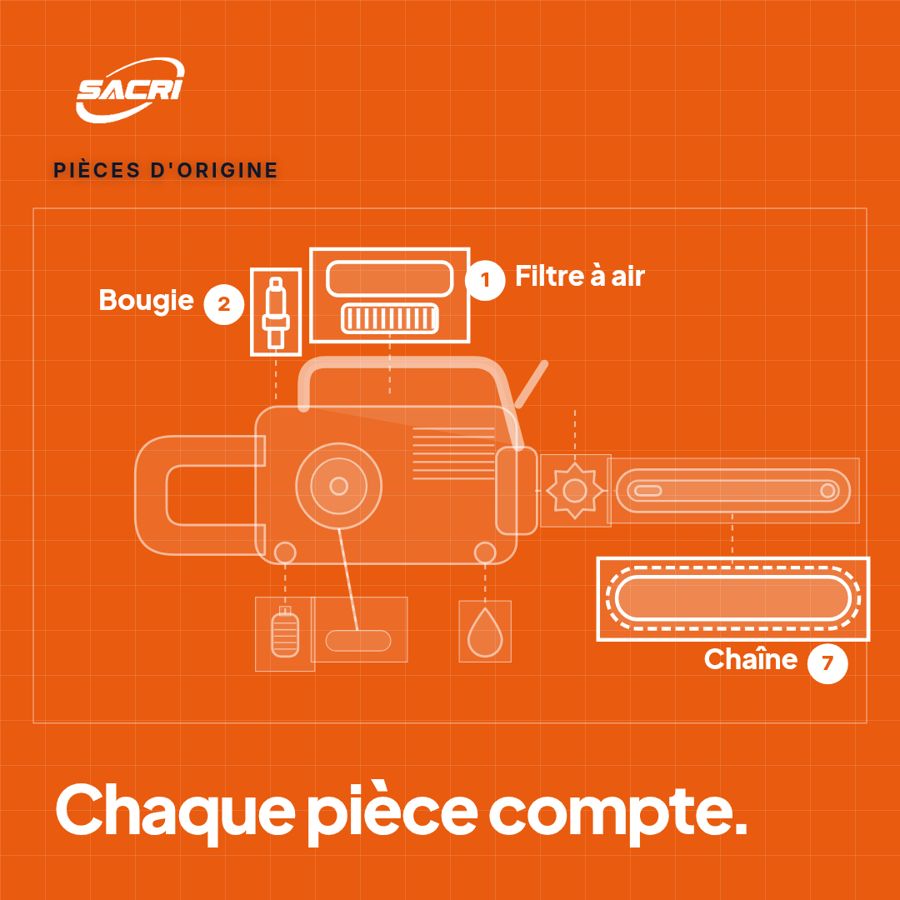 SACRI
PIÈCES D'ORIGINE
1 Filtre à air
Bougie 2
Chaîne 7
Chaque pièce compte.